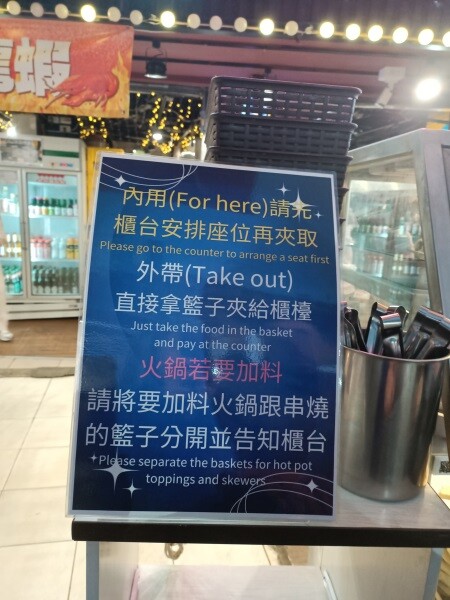 蝦
內用(For here)請先
櫃台安排座位再夾取
Please go to the counter to arrange a seat first
外帶(Take out)
直接拿籃子夾給櫃檯
Just take the food in the basket
and pay at the counter
火鍋若要加料
請將要加料火鍋跟串燒
的籃子分開並告知櫃台
Please separate the baskets for hot pot
toppings and skewers